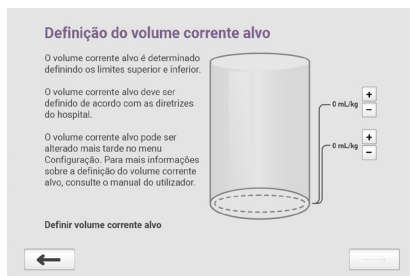 Definição do volume corrente alvo
O volume corrente alvo é determinado
definindo os limites superior e inferior.
O volume corrente alvo deve ser
definido de acordo com as diretrizes
do hospital.
O volume corrente alvo pode ser
alterado mais tarde no menu
Configuração. Para mais informações
sobre a definição do volume corrente
alvo, consulte o manual do utilizador.
0 mL/kg
+
−
0 mL/kg
+
−
Definir volume corrente alvo